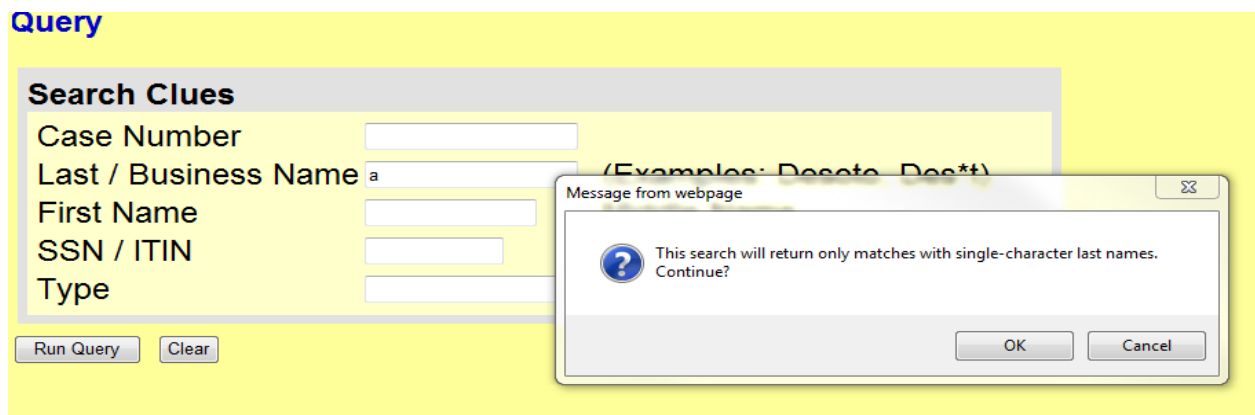 Query
Search Clues
Case Number
Last / Business Name a (Examples: Desoto, Des*t)
First Name
SSN / ITIN
Type
Run Query Clear
Message from webpage
This search will return only matches with single-character last names.
Continue?
OK Cancel